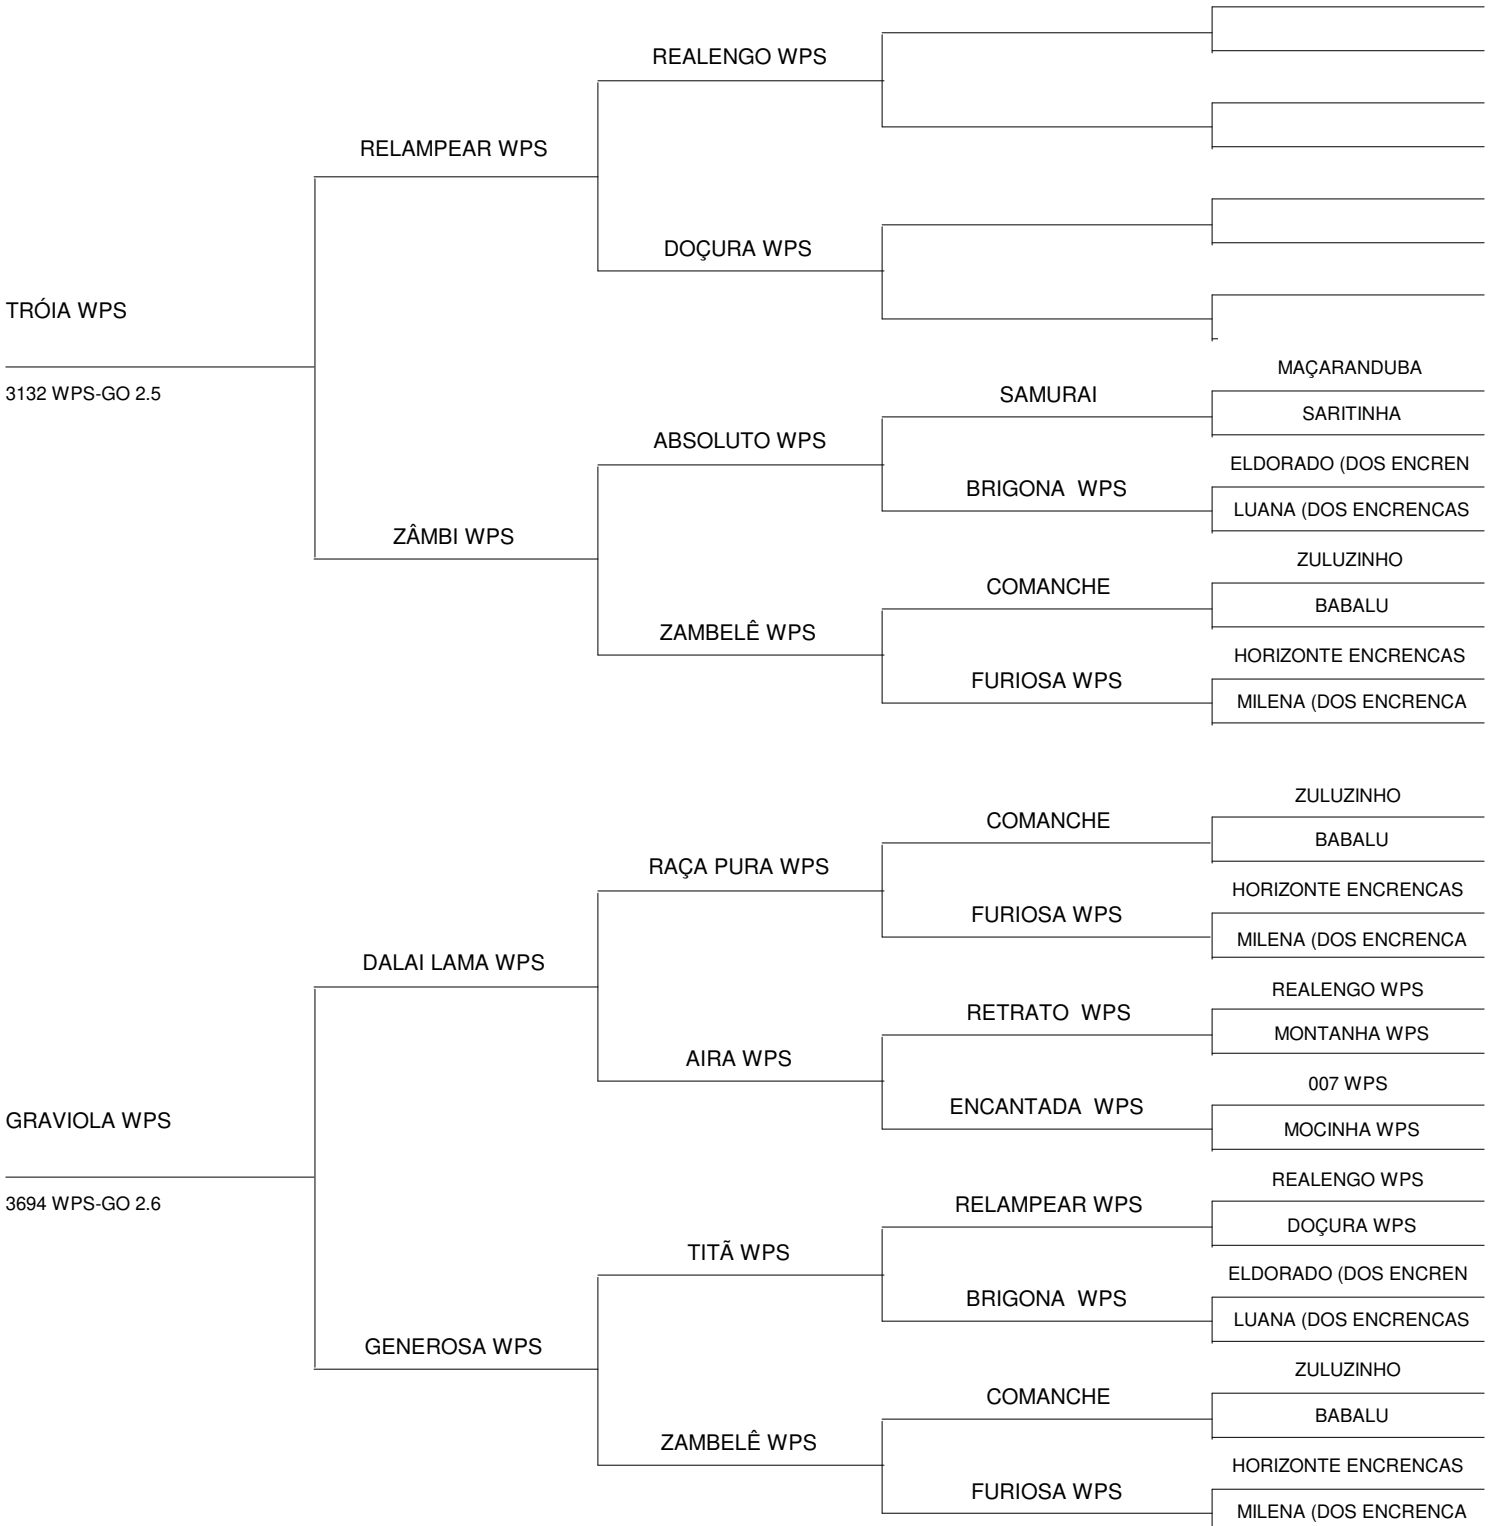 REALENGO WPS
RELAMPEAR WPS
DOÇURA WPS
TRÓIA WPS
3132 WPS-GO 2.5
MAÇARANDUBA
SAMURAI
SARITINHA
ABSOLUTO WPS
ELDORADO (DOS ENCREN
BRIGONA  WPS
LUANA (DOS ENCRENCAS
ZÂMBI WPS
ZULUZINHO
COMANCHE
BABALU
ZAMBELÊ WPS
HORIZONTE ENCRENCAS
FURIOSA WPS
MILENA (DOS ENCRENCA
ZULUZINHO
COMANCHE
BABALU
RAÇA PURA WPS
HORIZONTE ENCRENCAS
FURIOSA WPS
MILENA (DOS ENCRENCA
DALAI LAMA WPS
REALENGO WPS
RETRATO  WPS
MONTANHA WPS
AIRA WPS
007 WPS
ENCANTADA  WPS
MOCINHA WPS
GRAVIOLA WPS
3694 WPS-GO 2.6
REALENGO WPS
RELAMPEAR WPS
DOÇURA WPS
TITÃ WPS
ELDORADO (DOS ENCREN
BRIGONA  WPS
LUANA (DOS ENCRENCAS
GENEROSA WPS
ZULUZINHO
COMANCHE
BABALU
ZAMBELÊ WPS
HORIZONTE ENCRENCAS
FURIOSA WPS
MILENA (DOS ENCRENCA